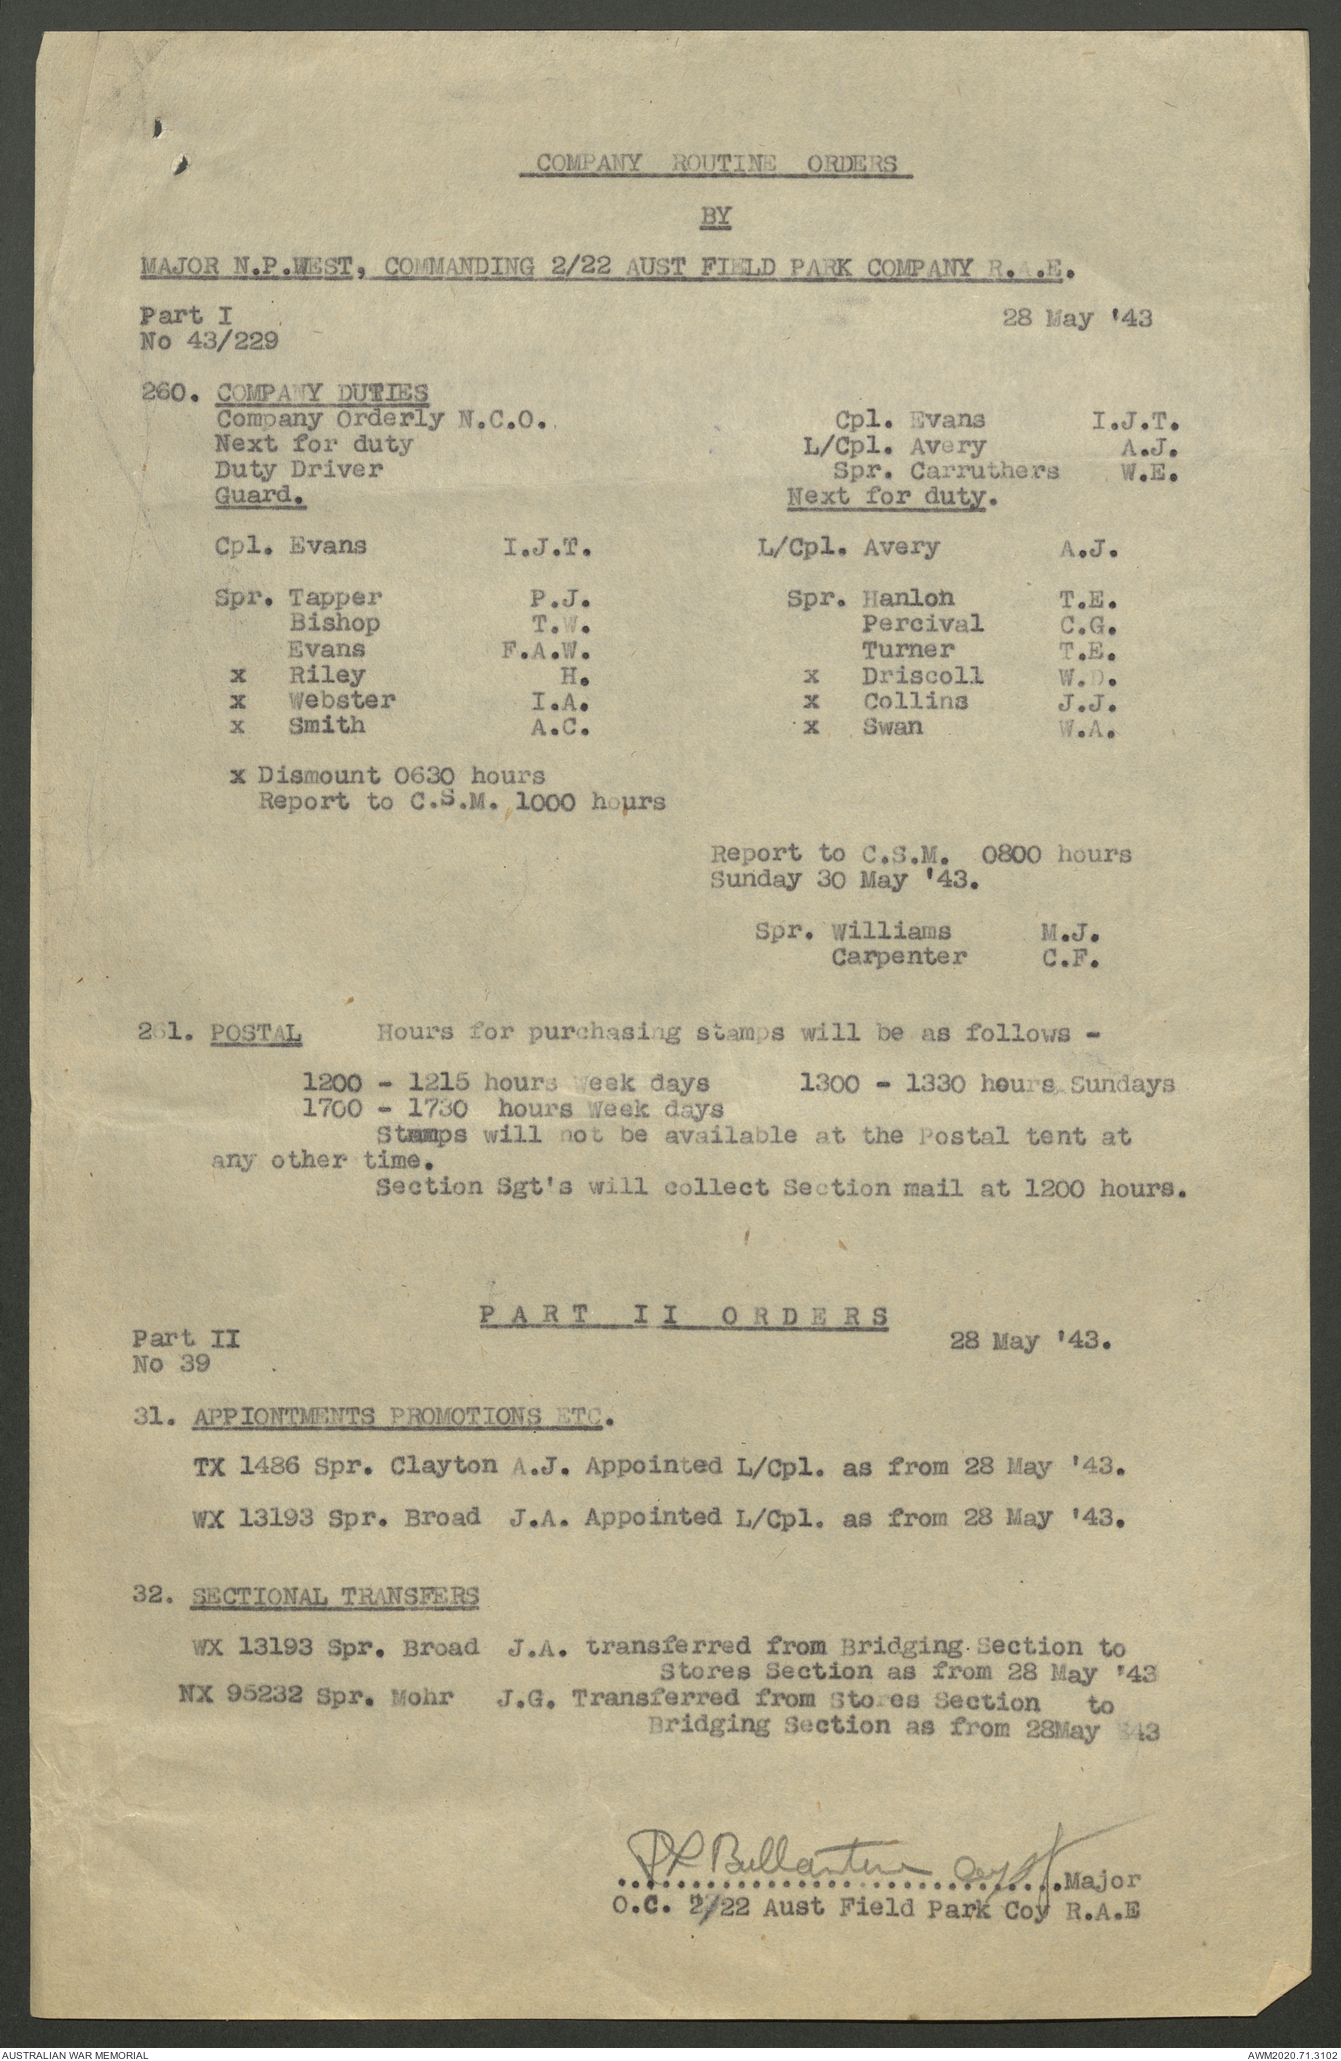 COMPANY ROUTINE ORDERS
BY
MAJOR N.P.WEST, COMMANDING 2/22 AUST FIELD PARK COMPANY R.A.E.
Part I 28 May '43
No 43/229
260. COMPANY DUTIES
Company Orderly N.C.O. Cpl. Evans I.J.T.
Next for duty L/Cpl. Avery A.J.
Duty Driver Spr. Carruthers W.E.
Guard. Next for duty.
Cpl. Evans I.J.T. L/Cpl. Avery A.J.
Spr. Tapper P.J. Spr. Hanlon T.E.
Bishop T.W. Percival C.G.
Evans F.A.W. Turner T.E.
x Riley H. x Driscoll W.D.
x Webster I.A. x Collins J.J.
x Smith A.C. x Swan W.A.
x Dismount 0630 hours
Report to C.S.M. 1000 hours
Report to C.S.M. 0800 hours
Sunday 30 May '43.
Spr. Williams M.J.
Carpenter C.F.
261. POSTAL Hours for purchasing stamps will be as follows -
1200 - 1215 hours Week days 1300 - 1330 hours Sundays
1700 - 1730 hours Week days
Stamps will not be available at the Postal tent at
any other time.
Section Sgt's will collect Section mail at 1200 hours.
PART II ORDERS
Part II 28 May '43.
No 39
31. APPIONTMENTS PROMOTIONS ETC.
TX 1486 Spr. Clayton A.J. Appointed L/Cpl. as from 28 May '43.
WX 13193 Spr. Broad J.A. Appointed L/Cpl. as from 28 May '43.
32. SECTIONAL TRANSFERS
WX 13193 Spr. Broad J.A. transferred from Bridging Section to
Stores Section as from 28 May '43
NX 95232 Spr. Mohr J.G. Transferred from Stores Section to
Bridging Section as from 28May '43
Ballantine
..............................Major
O.C. 2/22 Aust Field Park Coy R.A.E
AUSTRALIAN WAR MEMORIAL AWM2020.71.3102